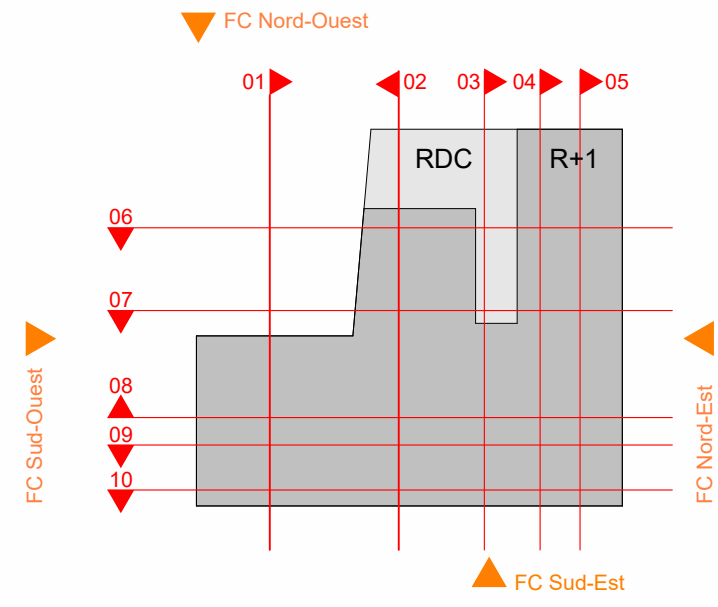 FC Nord-Ouest
01
02
03
04
05
RDC
R+1
06
07
08
09
10
FC Sud-Ouest
FC Nord-Est
FC Sud-Est